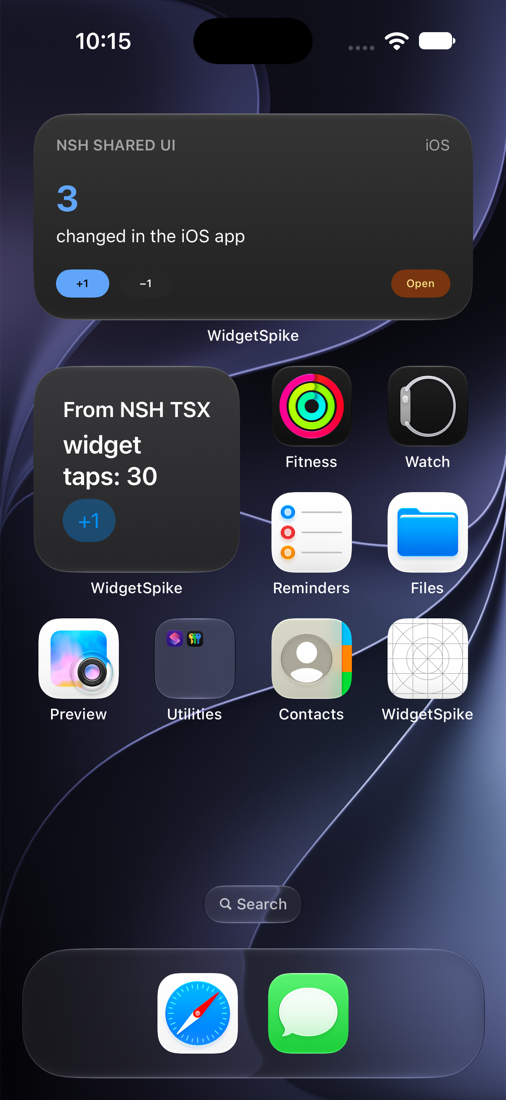 10:15
NSH SHARED UI
iOS
3
changed in the iOS app
+1
−1
Open
WidgetSpike
From NSH TSX
widget
taps: 30
+1
WidgetSpike
Fitness
Watch
Reminders
Files
Preview
Utilities
Contacts
WidgetSpike
Search